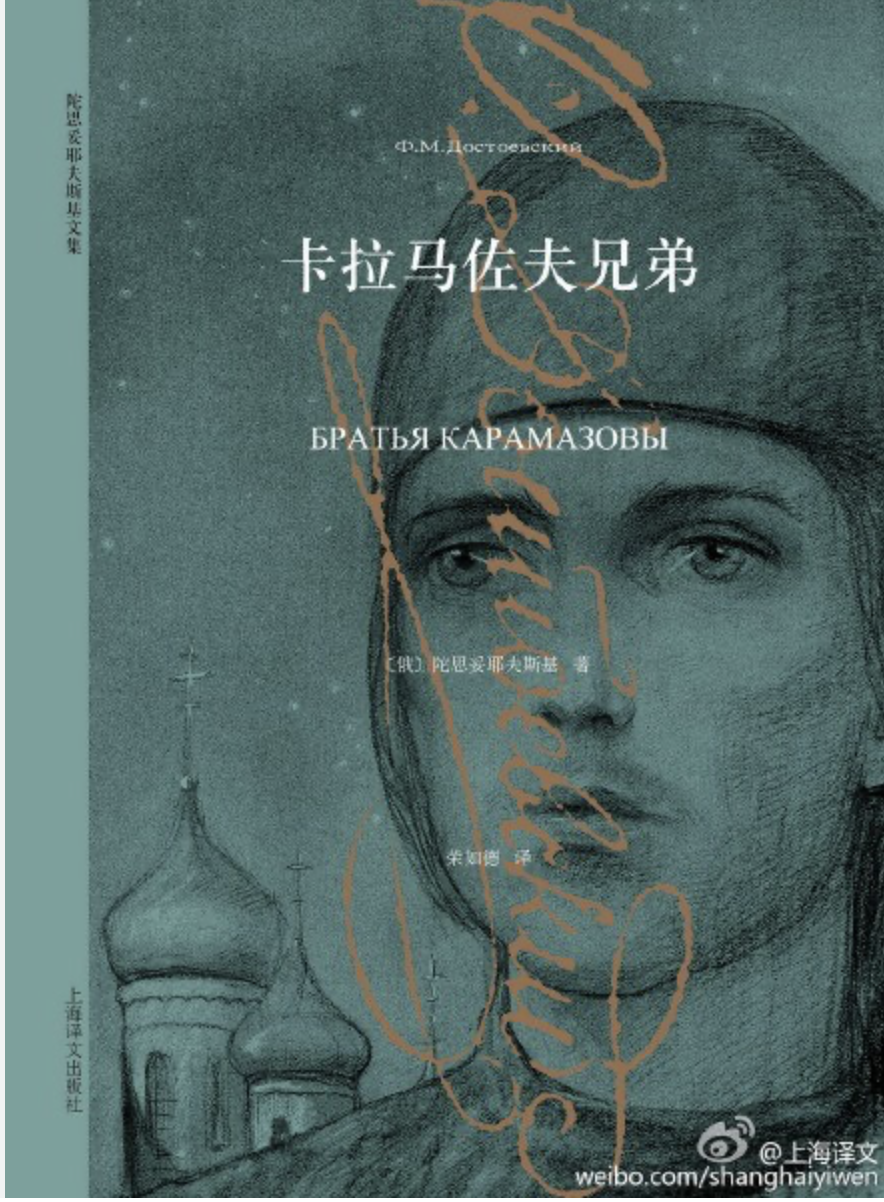 陀思妥耶夫斯基文集
Ф.М.Достоевский
卡拉马佐夫兄弟
БРАТЬЯ КАРАМАЗОВЫ
〔俄〕陀思妥耶夫斯基 著
荣如德 译
上海译文出版社
@上海译文
weibo.com/shanghaiyiwen